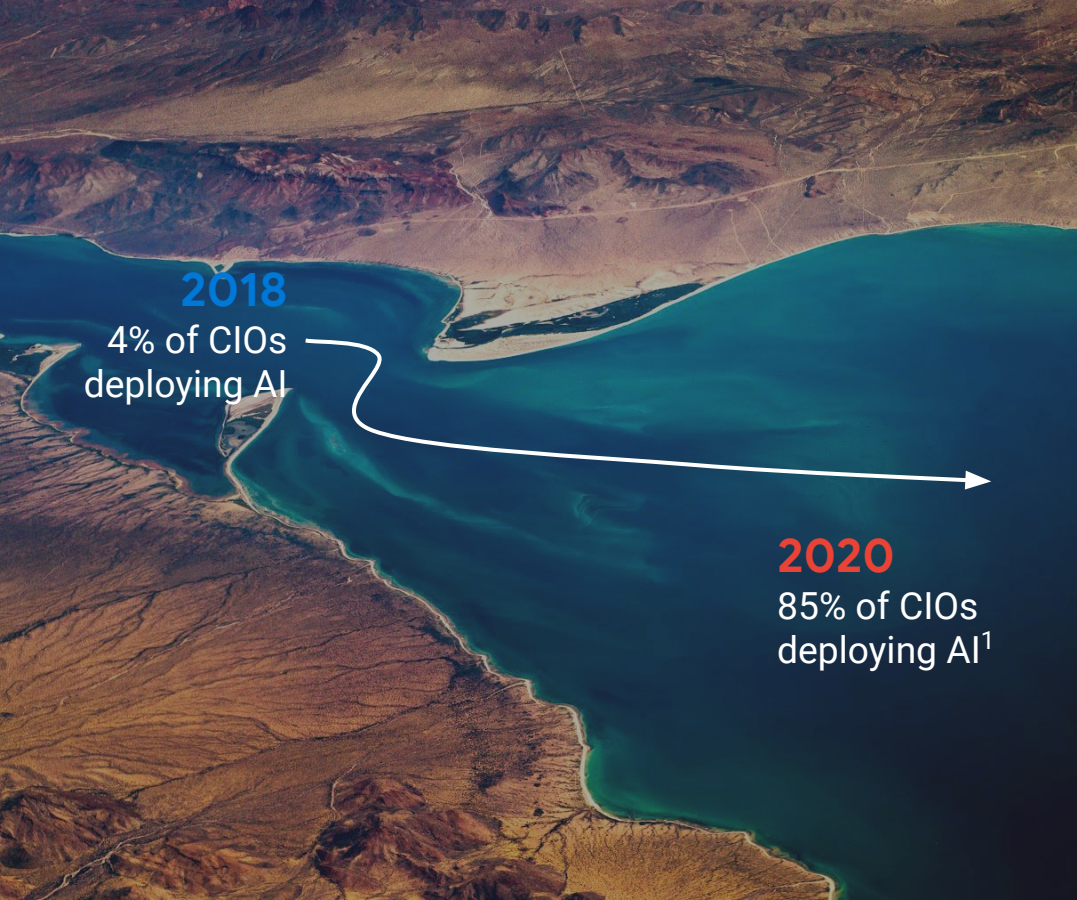 2018
4% of CIOs
deploying AI
2020
85% of CIOs
deploying AI¹